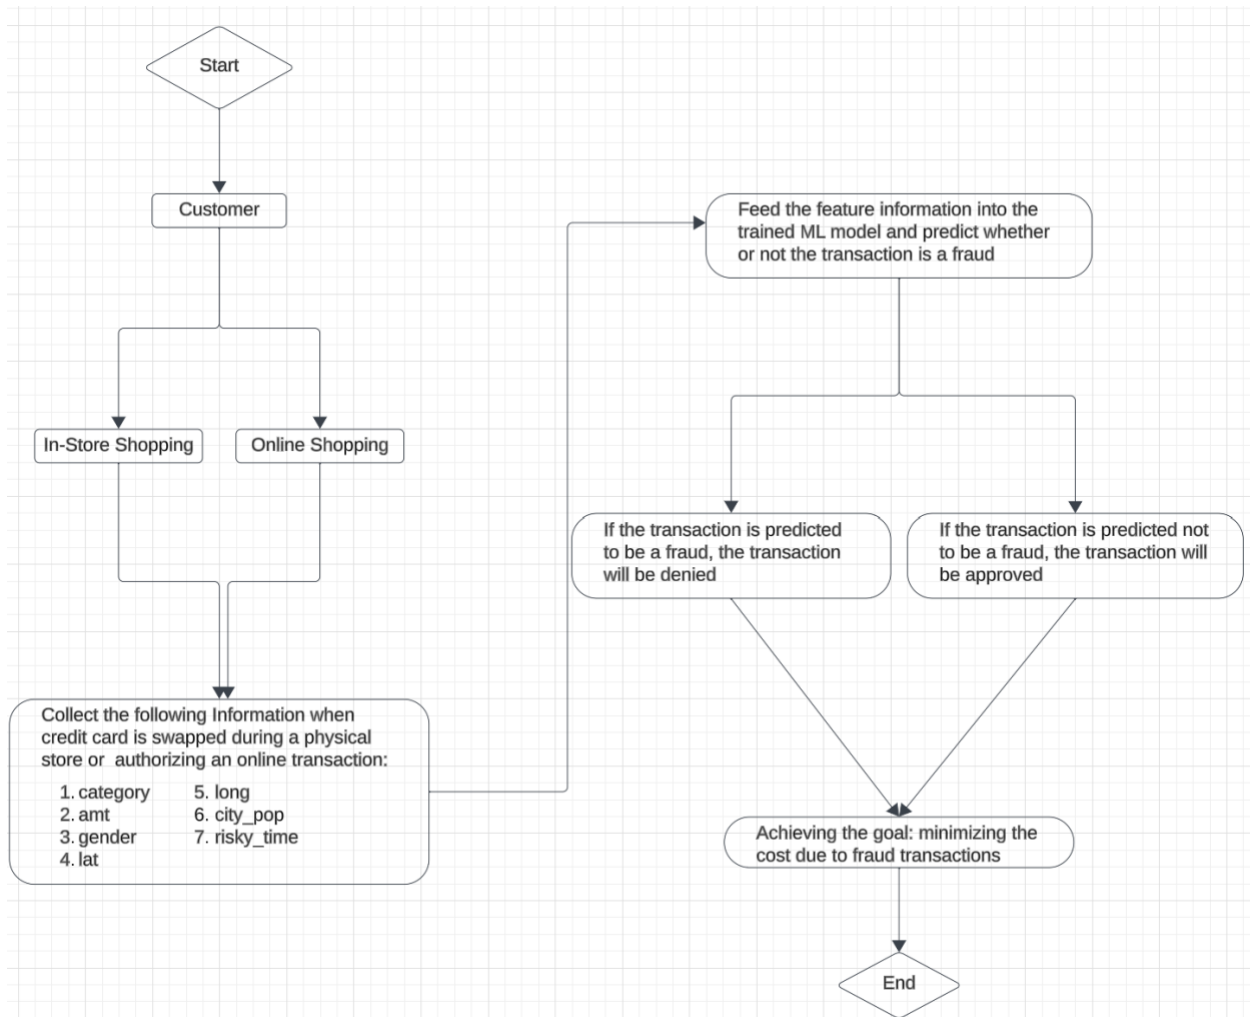 Start
Customer
In-Store Shopping
Online Shopping
Collect the following Information when
credit card is swapped during a physical
store or authorizing an online transaction:
1. category
2. amt
3. gender
4. lat
5. long
6. city_pop
7. risky_time
Feed the feature information into the
trained ML model and predict whether
or not the transaction is a fraud
If the transaction is predicted
to be a fraud, the transaction
will be denied
If the transaction is predicted not
to be a fraud, the transaction will
be approved
Achieving the goal: minimizing the
cost due to fraud transactions
End